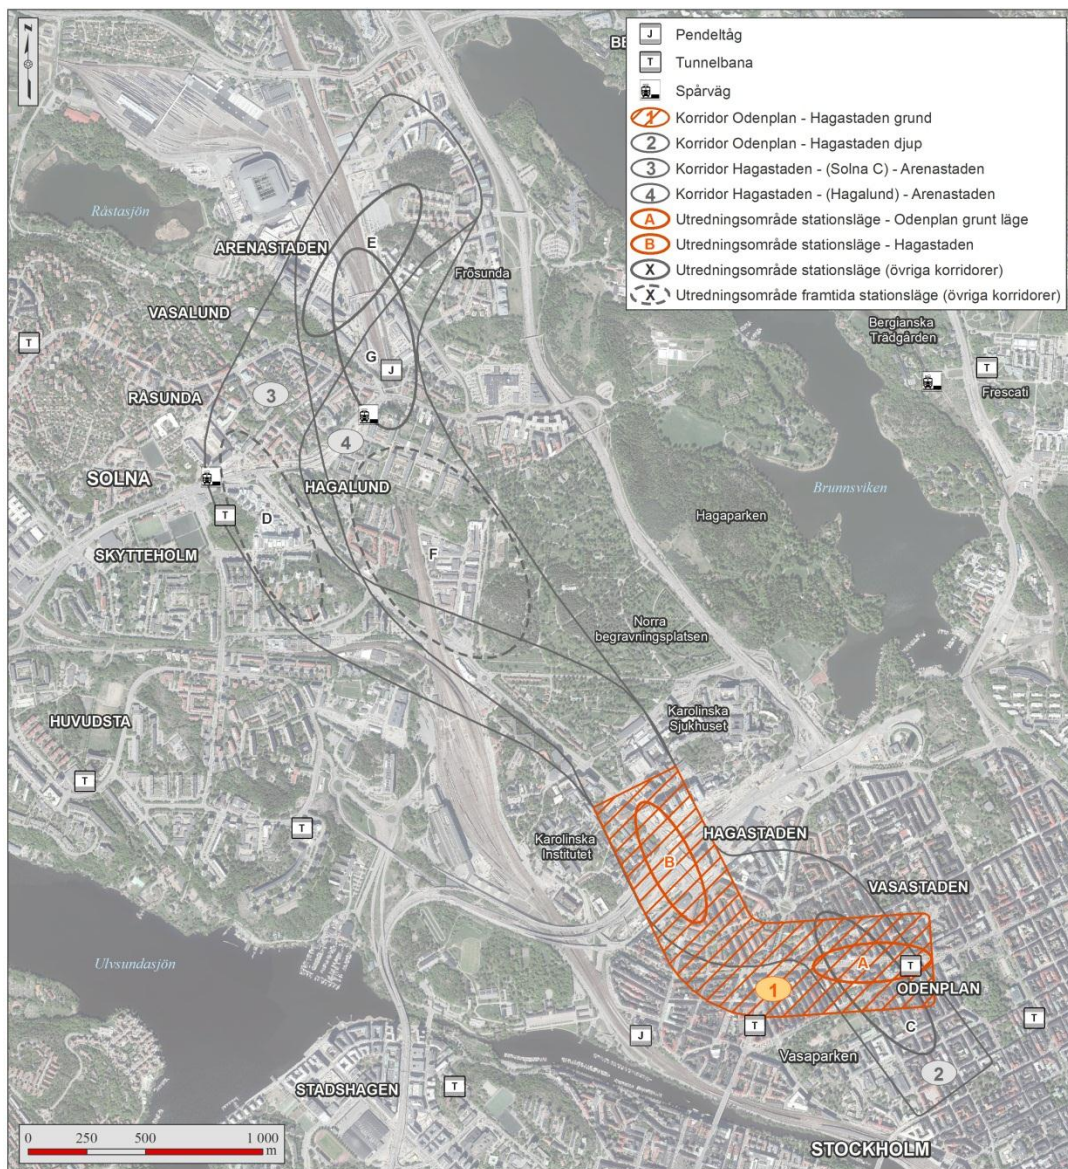 N
BE
J Pendeltåg
T Tunnelbana
Spårväg
1 Korridor Odenplan - Hagastaden grund
2 Korridor Odenplan - Hagastaden djup
3 Korridor Hagastaden - (Solna C) - Arenastaden
4 Korridor Hagastaden - (Hagalund) - Arenastaden
A Utredningsområde stationsläge - Odenplan grunt läge
B Utredningsområde stationsläge - Hagastaden
X Utredningsområde stationsläge (övriga korridorer)
X Utredningsområde framtida stationsläge (övriga korridorer)
Råstasjön
ARENASTADEN
E
Frösunda
VASALUND
Bergianska
Trädgården
T
G
J
T
Frescati
RÅSUNDA
3
4
SOLNA
HAGALUND
Brunnsviken
T
D
Hagaparken
SKYTTEHOLM
F
Norra
begravningsplatsen
HUVUDSTA
Karolinska
Sjukhuset
T
T
Karolinska
Institutet
HAGASTADEN
B
VASASTADEN
Ulvsundasjön
A
T
ODENPLAN
1
T
C
T
J
Vasaparken
2
STADSHAGEN
T
STOCKHOLM
0 250 500 1 000
m